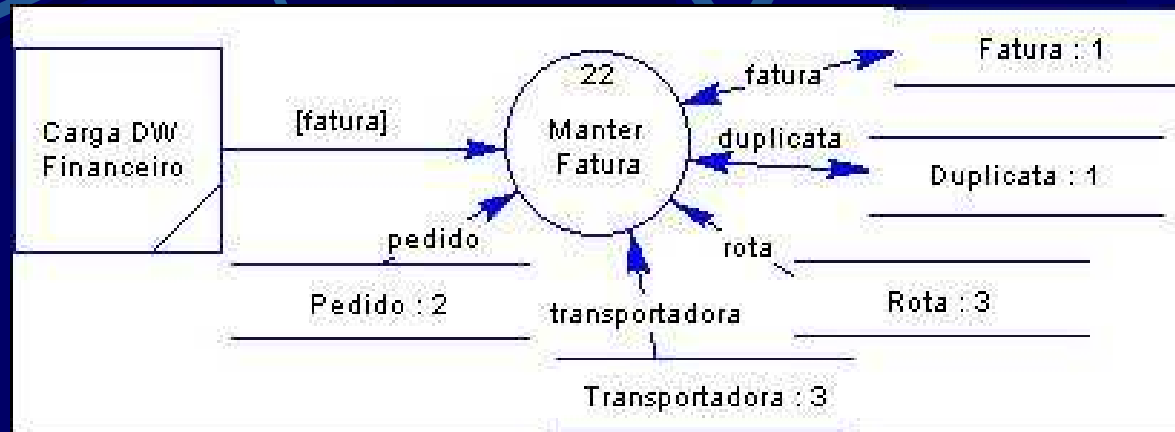 Fatura : 1
22
fatura
[fatura]
Carga DW
Financeiro
Manter
Fatura
duplicata
Duplicata : 1
pedido
rota
Pedido : 2
transportadora
Rota : 3
Transportadora : 3